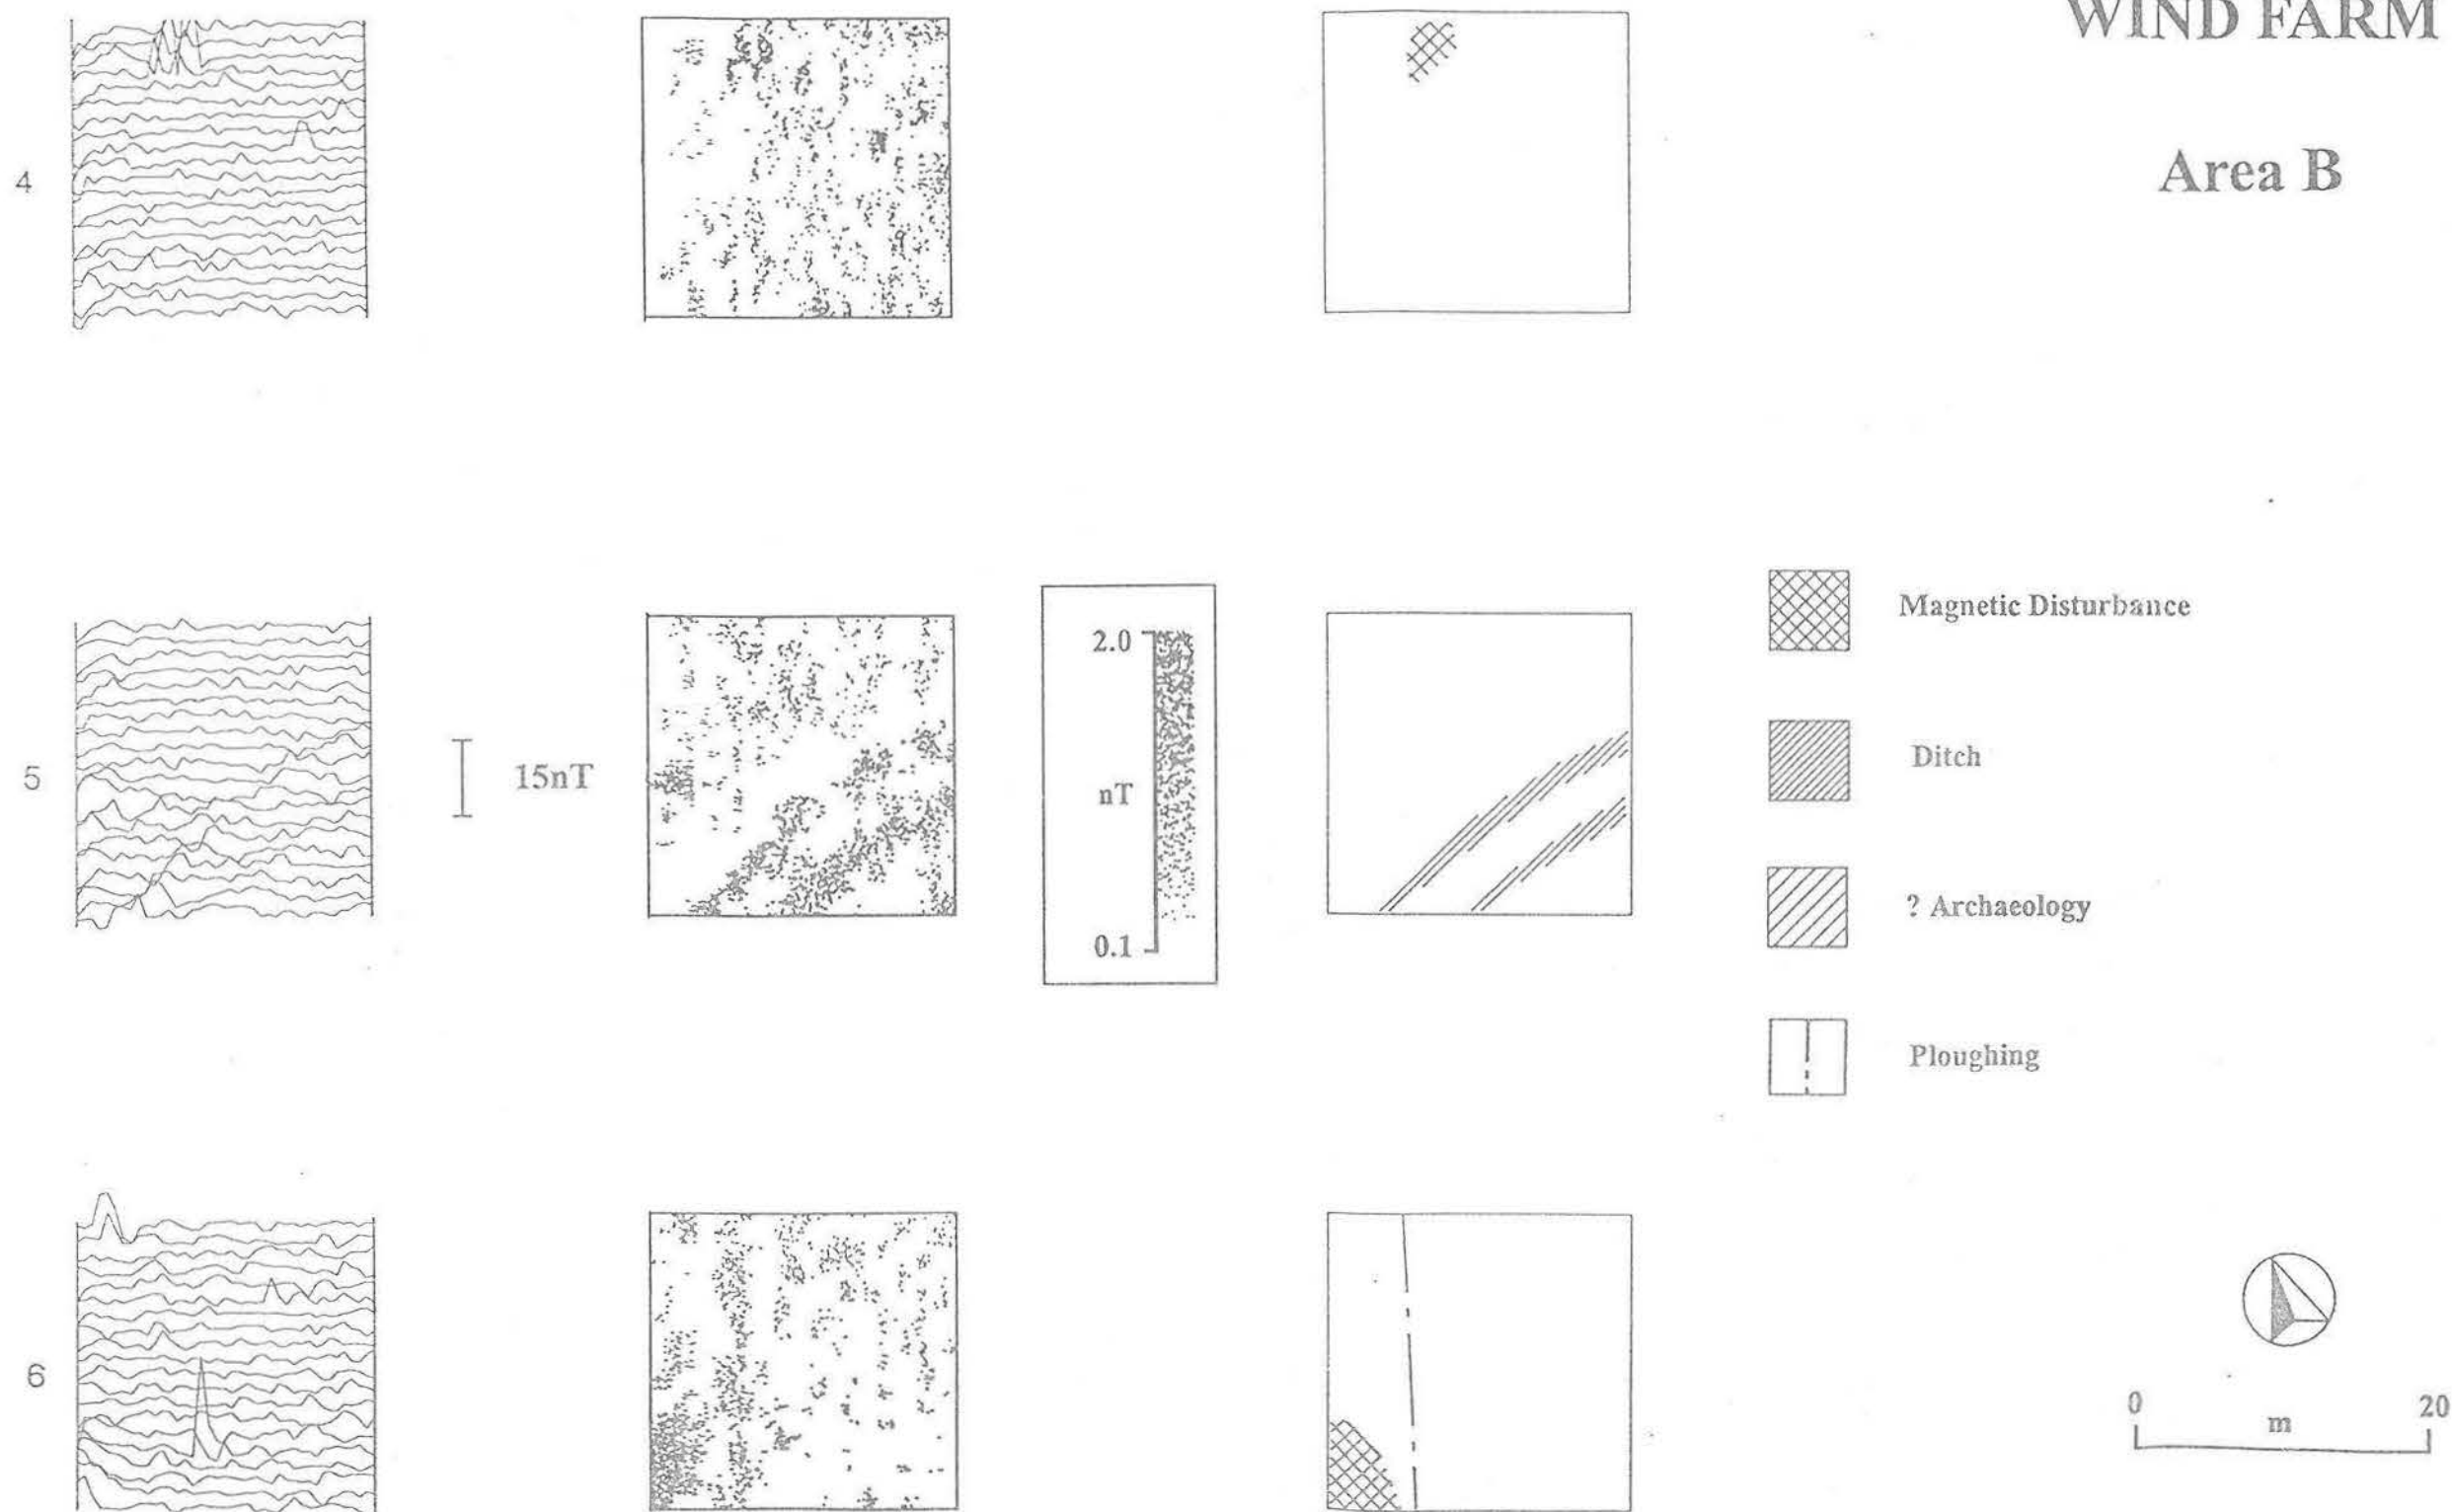 WIND FARM
Area B
4
5
15nT
2.0
nT
0.1
Magnetic Disturbance
Ditch
? Archaeology
Ploughing
6
0
20
m